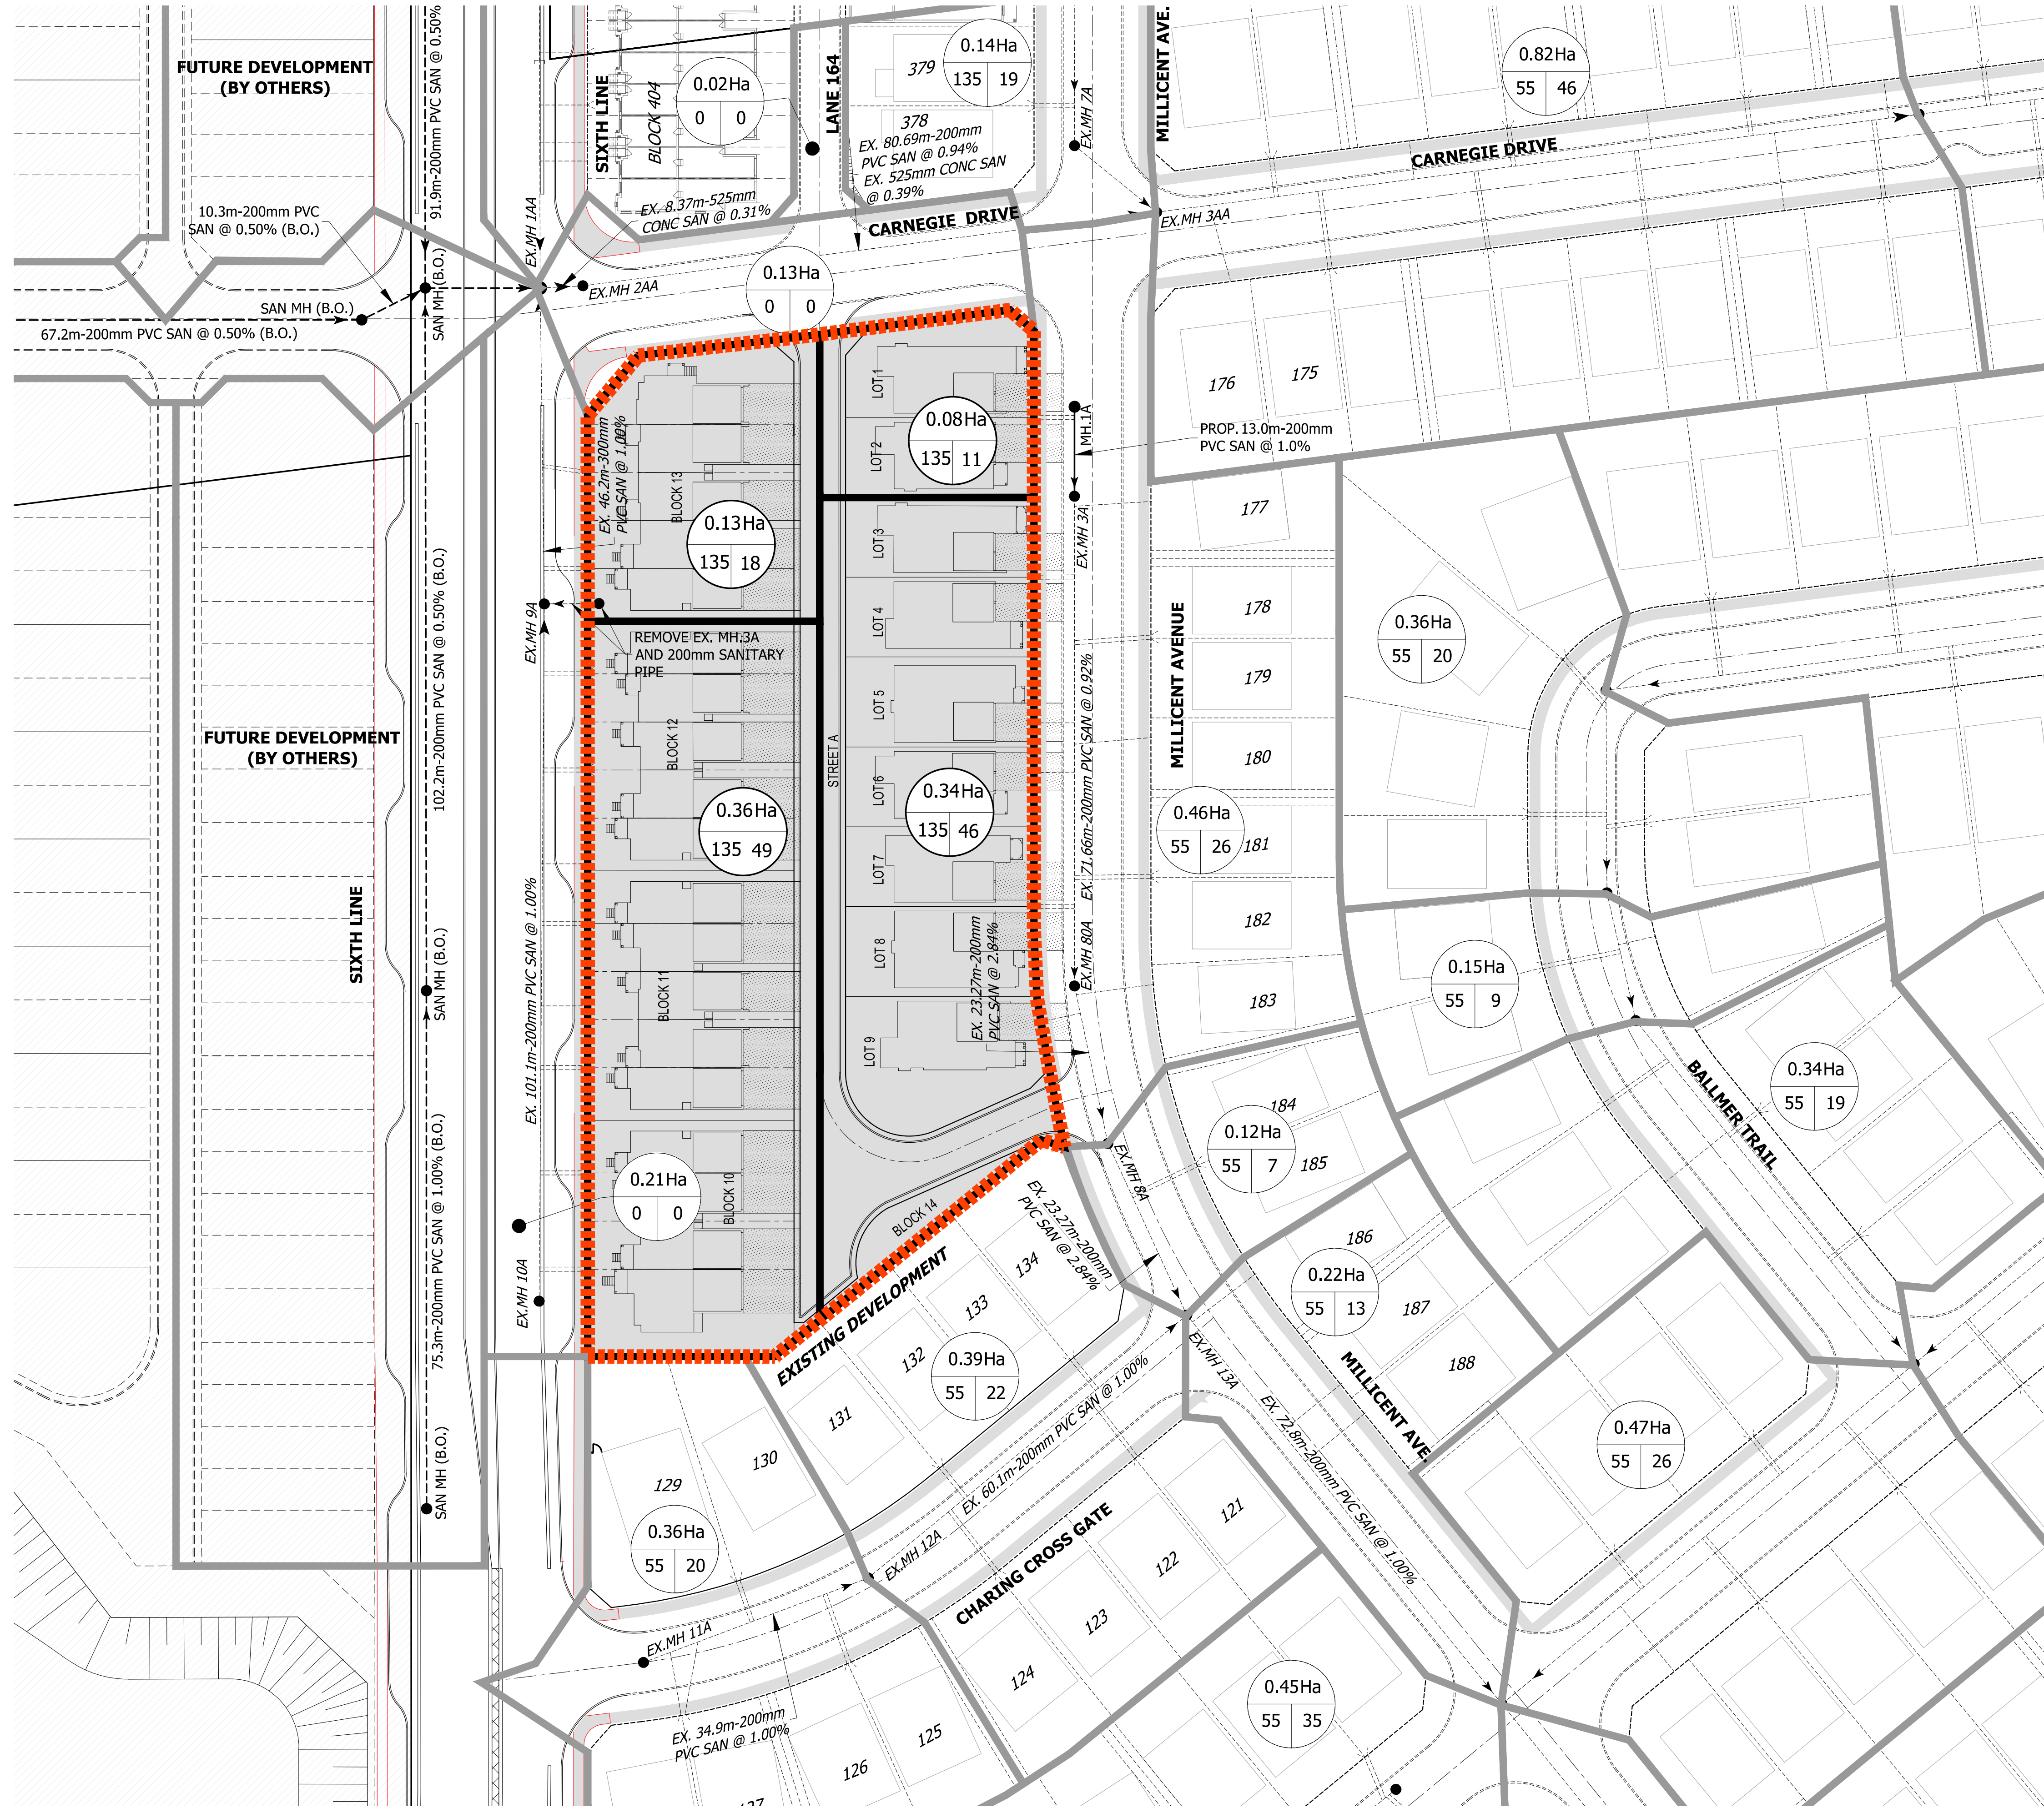 FUTURE DEVELOPMENT
(BY OTHERS)
91.9m-200mm PVC SAN @ 0.50%
SIXTH LINE
BLOCK 404
0.02Ha
0 0
LANE 164
379
0.14Ha
135 19
378
EX.MH 7A
MILLICENT AVE.
0.82Ha
55 46
CARNEGIE DRIVE
EX. 80.69m-200mm
PVC SAN @ 0.94%
EX. 525mm CONC SAN
@ 0.39%
10.3m-200mm PVC
SAN @ 0.50% (B.O.)
EX.MH 1AA
EX. 8.37m-525mm
CONC SAN @ 0.31%
CARNEGIE DRIVE
EX.MH 3AA
SAN MH (B.O.)
SAN MH (B.O.)
67.2m-200mm PVC SAN @ 0.50% (B.O.)
EX.MH 2AA
0.13Ha
0 0
176
175
LOT 1
LOT 2
0.08Ha
135 11
MH.1A
PROP. 13.0m-200mm
PVC SAN @ 1.0%
EX. 46.2m-300mm
PVC SAN @ 1.00%
BLOCK 13
0.13Ha
135 18
LOT 3
EX.MH 3A
177
EX.MH 9A
REMOVE EX. MH.3A
AND 200mm SANITARY
PIPE
LOT 4
178
MILLICENT AVENUE
0.36Ha
55 20
102.2m-200mm PVC SAN @ 0.50% (B.O.)
179
LOT 5
FUTURE DEVELOPMENT
(BY OTHERS)
BLOCK 12
STREET A
180
LOT 6
0.34Ha
135 46
0.36Ha
135 49
EX. 71.66m-200mm PVC SAN @ 0.92%
0.46Ha
55 26
181
LOT 7
SIXTH LINE
EX. 101.1m-200mm PVC SAN @ 1.00%
182
LOT 8
EX. 23.27m-200mm
PVC SAN @ 2.84%
EX.MH 80A
SAN MH (B.O.)
BLOCK 11
183
0.15Ha
55 9
LOT 9
0.34Ha
55 19
BALLMER TRAIL
184
0.12Ha
55 7
185
75.3m-200mm PVC SAN @ 1.00% (B.O.)
0.21Ha
0 0
BLOCK 10
BLOCK 14
EX.MH 8A
EX. 23.27m-200mm
PVC SAN @ 2.84%
186
0.22Ha
55 13
187
188
EX.MH 10A
EXISTING DEVELOPMENT
134
133
132
131
0.39Ha
55 22
EX.MH 13A
MILLICENT AVE.
EX. 60.1m-200mm PVC SAN @ 1.00%
EX. 72.8m-200mm PVC SAN @ 1.00%
0.47Ha
55 26
SAN MH (B.O.)
129
130
0.36Ha
55 20
EX.MH 12A
CHARING CROSS GATE
121
122
123
124
EX.MH 11A
EX. 34.9m-200mm
PVC SAN @ 1.00%
125
126
127
0.45Ha
55 35